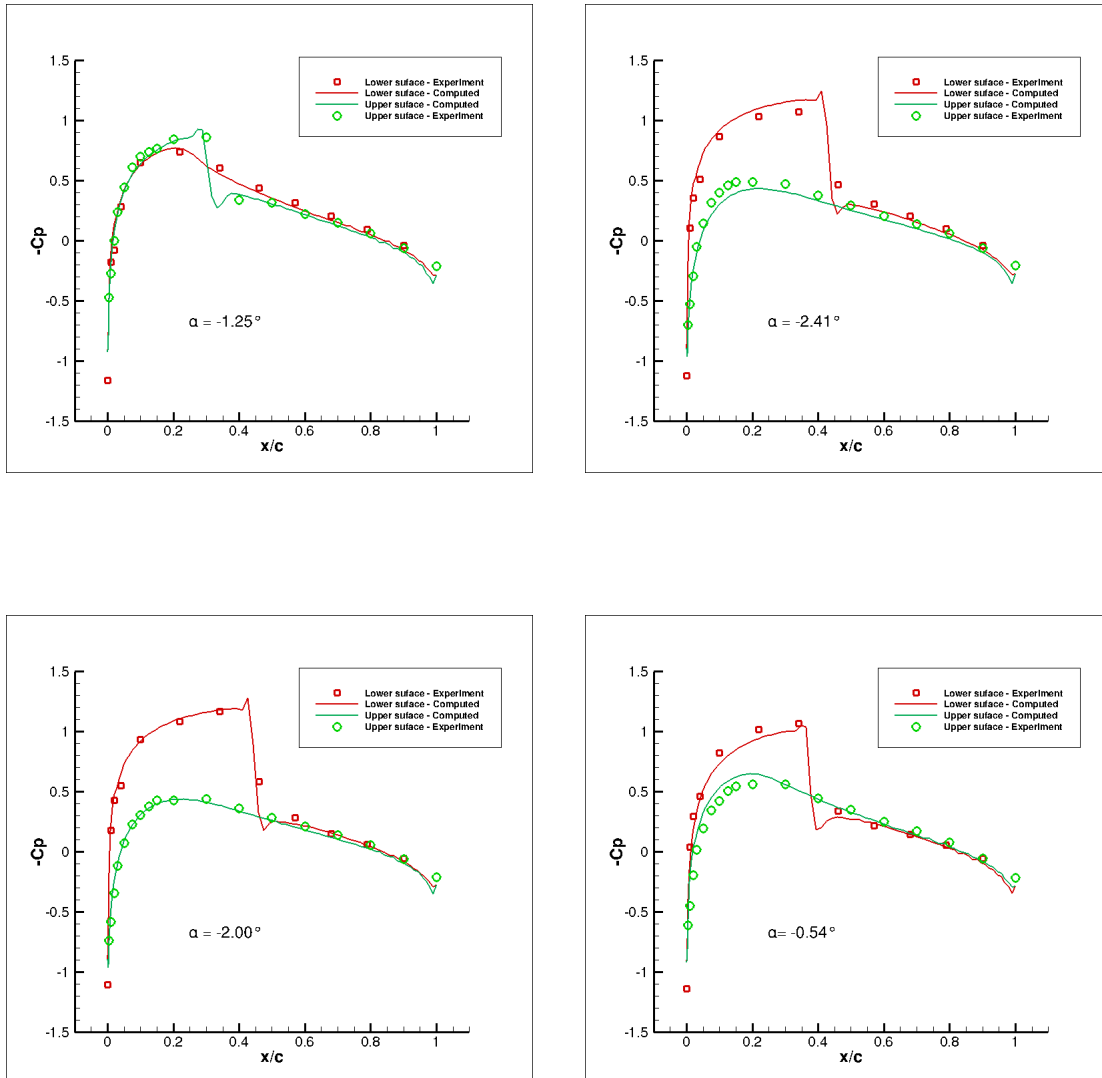 1.5
1
0.5
0
-0.5
-1
-1.5
-Cp
0 0.2 0.4 0.6 0.8 1
x/c
Lower suface - Experiment
Lower suface - Computed
Upper suface - Computed
Upper suface - Experiment
α = -1.25°
1.5
1
0.5
0
-0.5
-1
-1.5
-Cp
0 0.2 0.4 0.6 0.8 1
x/c
Lower suface - Experiment
Lower suface - Computed
Upper suface - Computed
Upper suface - Experiment
α = -2.41°
1.5
1
0.5
0
-0.5
-1
-1.5
-Cp
0 0.2 0.4 0.6 0.8 1
x/c
Lower suface - Experiment
Lower suface - Computed
Upper suface - Computed
Upper suface - Experiment
α = -2.00°
1.5
1
0.5
0
-0.5
-1
-1.5
-Cp
0 0.2 0.4 0.6 0.8 1
x/c
Lower suface - Experiment
Lower suface - Computed
Upper suface - Computed
Upper suface - Experiment
α= -0.54°